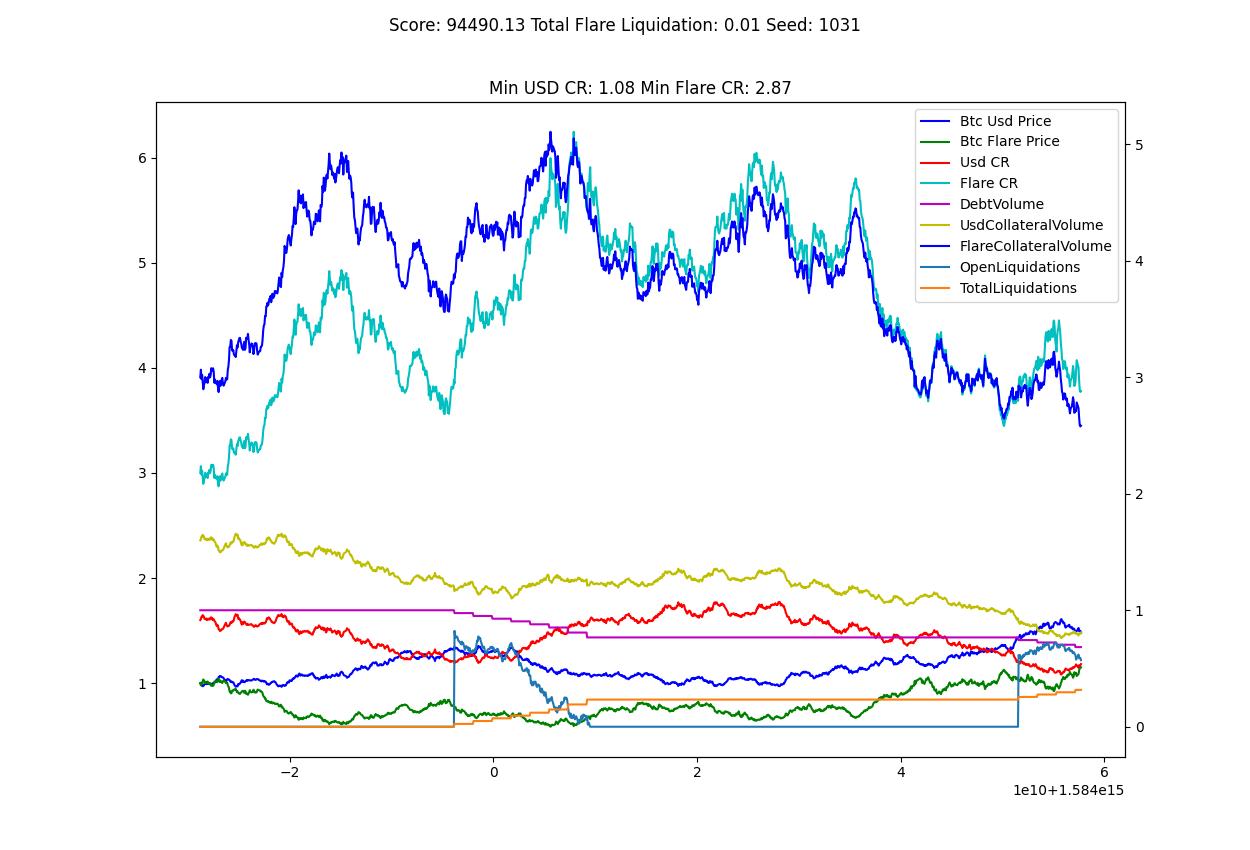 Score: 94490.13 Total Flare Liquidation: 0.01 Seed: 1031
Min USD CR: 1.08 Min Flare CR: 2.87
Btc Usd Price
Btc Flare Price
Usd CR
Flare CR
DebtVolume
UsdCollateralVolume
FlareCollateralVolume
OpenLiquidations
TotalLiquidations
6
5
4
3
2
1
5
4
3
2
1
0
−2
0
2
4
6
1e10+1.584e15